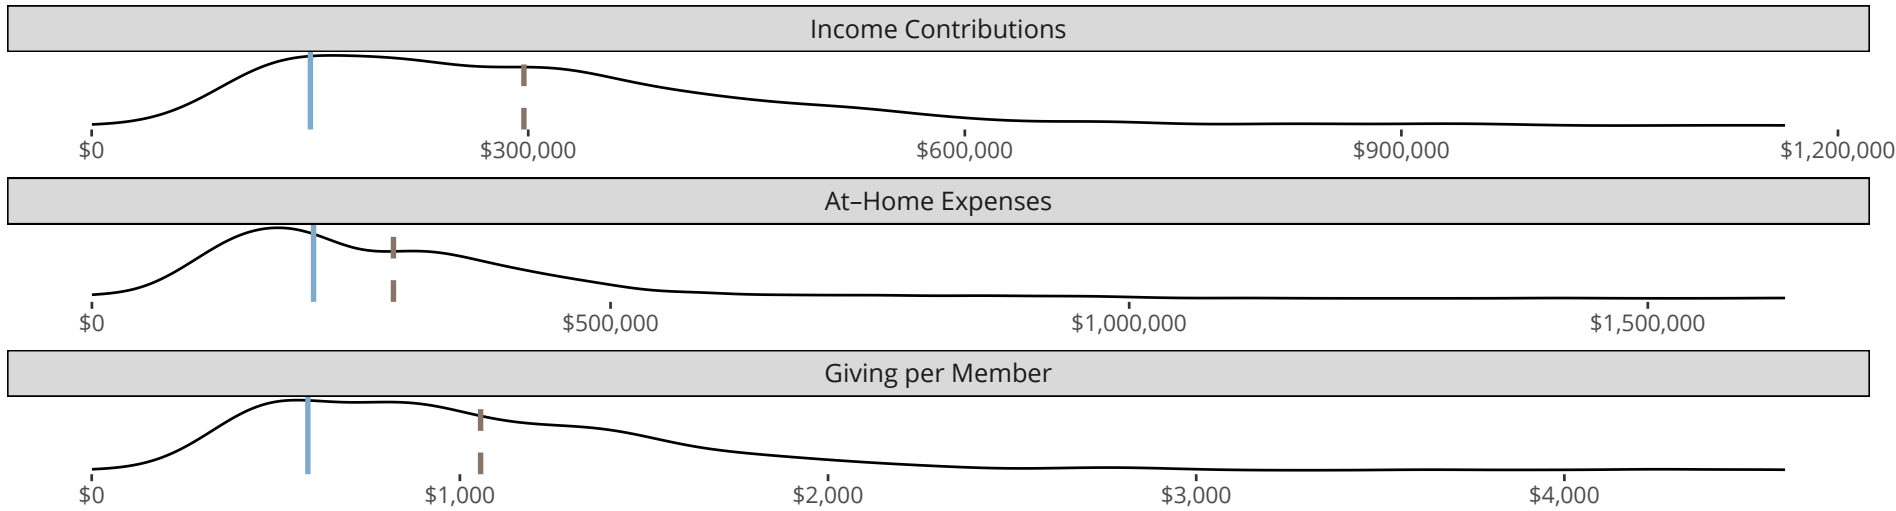 Income Contributions
$0 $300,000 $600,000 $900,000 $1,200,000
At–Home Expenses
$0 $500,000 $1,000,000 $1,500,000
Giving per Member
$0 $1,000 $2,000 $3,000 $4,000